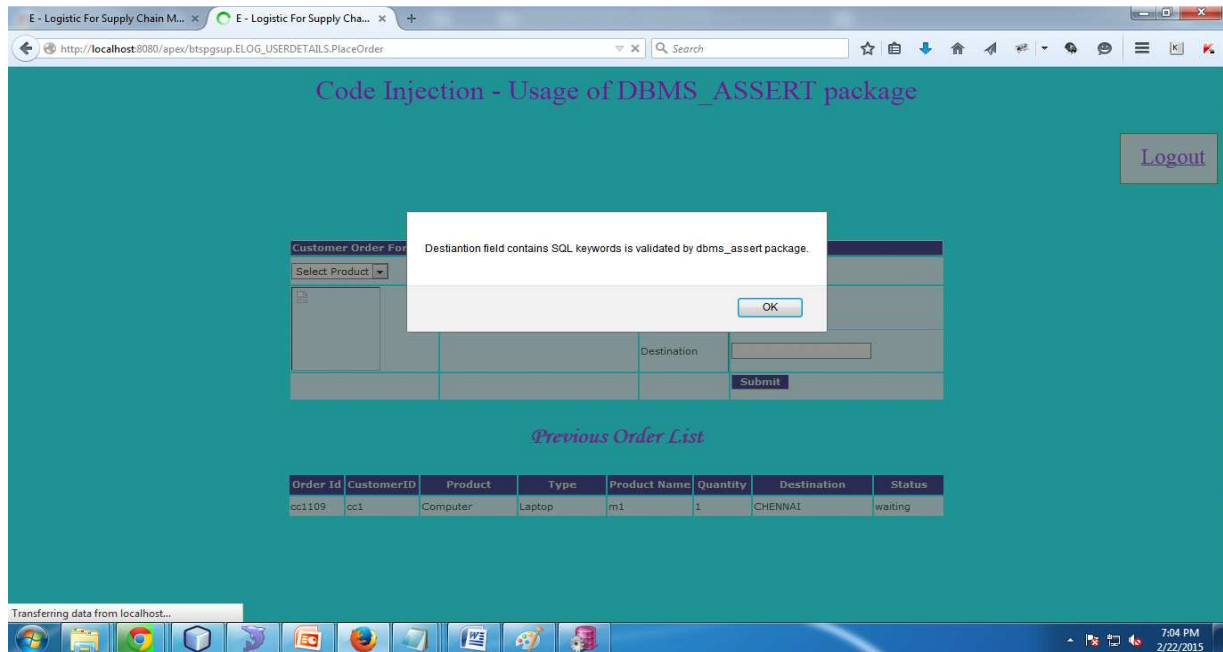 E - Logistic For Supply Chain M... × E - Logistic For Supply Cha... × +
http://localhost:8080/apex/btspgsup.ELOG_USERDETAILS.PlaceOrder Search
Code Injection - Usage of DBMS_ASSERT package
Logout
Destiantion field contains SQL keywords is validated by dbms_assert package.
OK
Customer Order For
Select Product
Destination
Submit
Previous Order List
Order Id CustomerID Product Type Product Name Quantity Destination Status
cc1109 cc1 Computer Laptop m1 1 CHENNAI waiting
Transferring data from localhost...
7:04 PM
2/22/2015